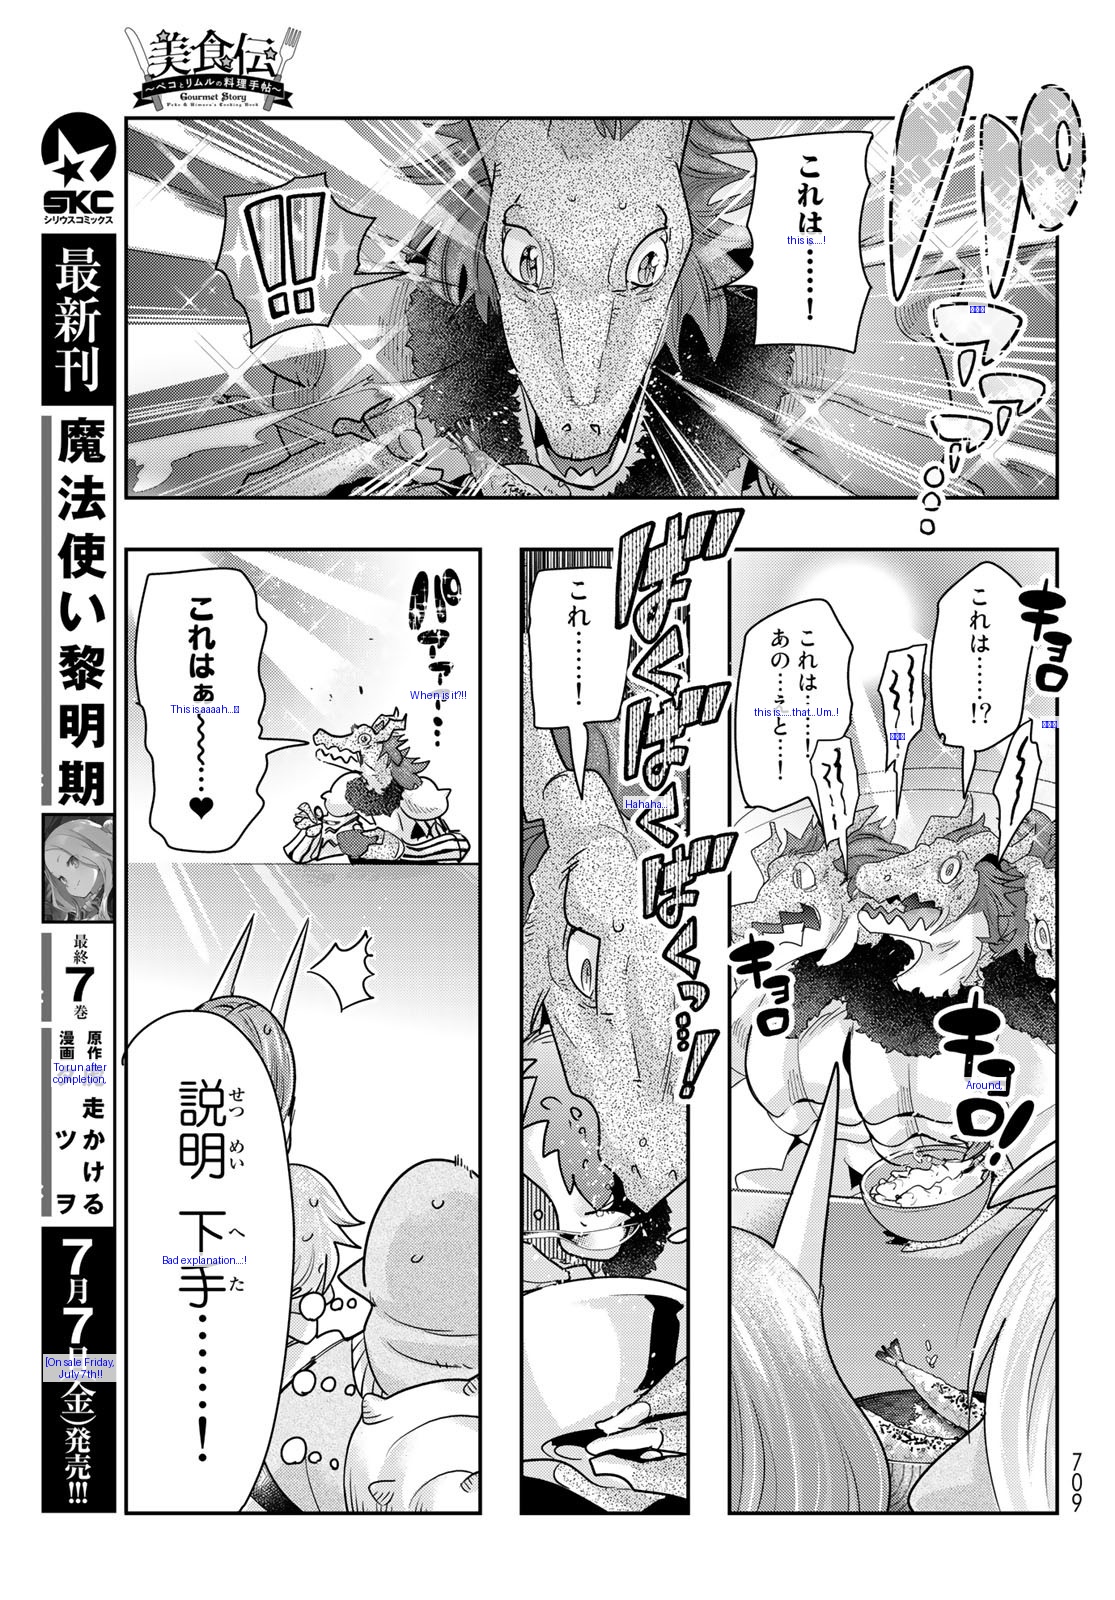 美食伝
～ペコとリムルの料理手帖～
Gourmet Story
Peko & Rimuru's Cooking Book
パアアア…
これは……！
this is.....!
!!
キョロ
これは……!?
これは……！
あの…えと…！
this is.....that...Um..!
キョロ
キョロ！
Around,
ばくばくばくばくっ…！
Hahaha...
これ……！
パアアァ…
When is it?!!
これはぁ～～～…♥
This is aaaah...
説明下手………！
せつめいへた
Bad explanation...:!
SKC
シリウスコミックス
最新刊
魔法使い黎明期
最終
7
巻
原作
漫画
To run after
completion,
走かける
ツヲ
7月7日(金)発売!!!
[On sale Friday,
July 7th!!
709